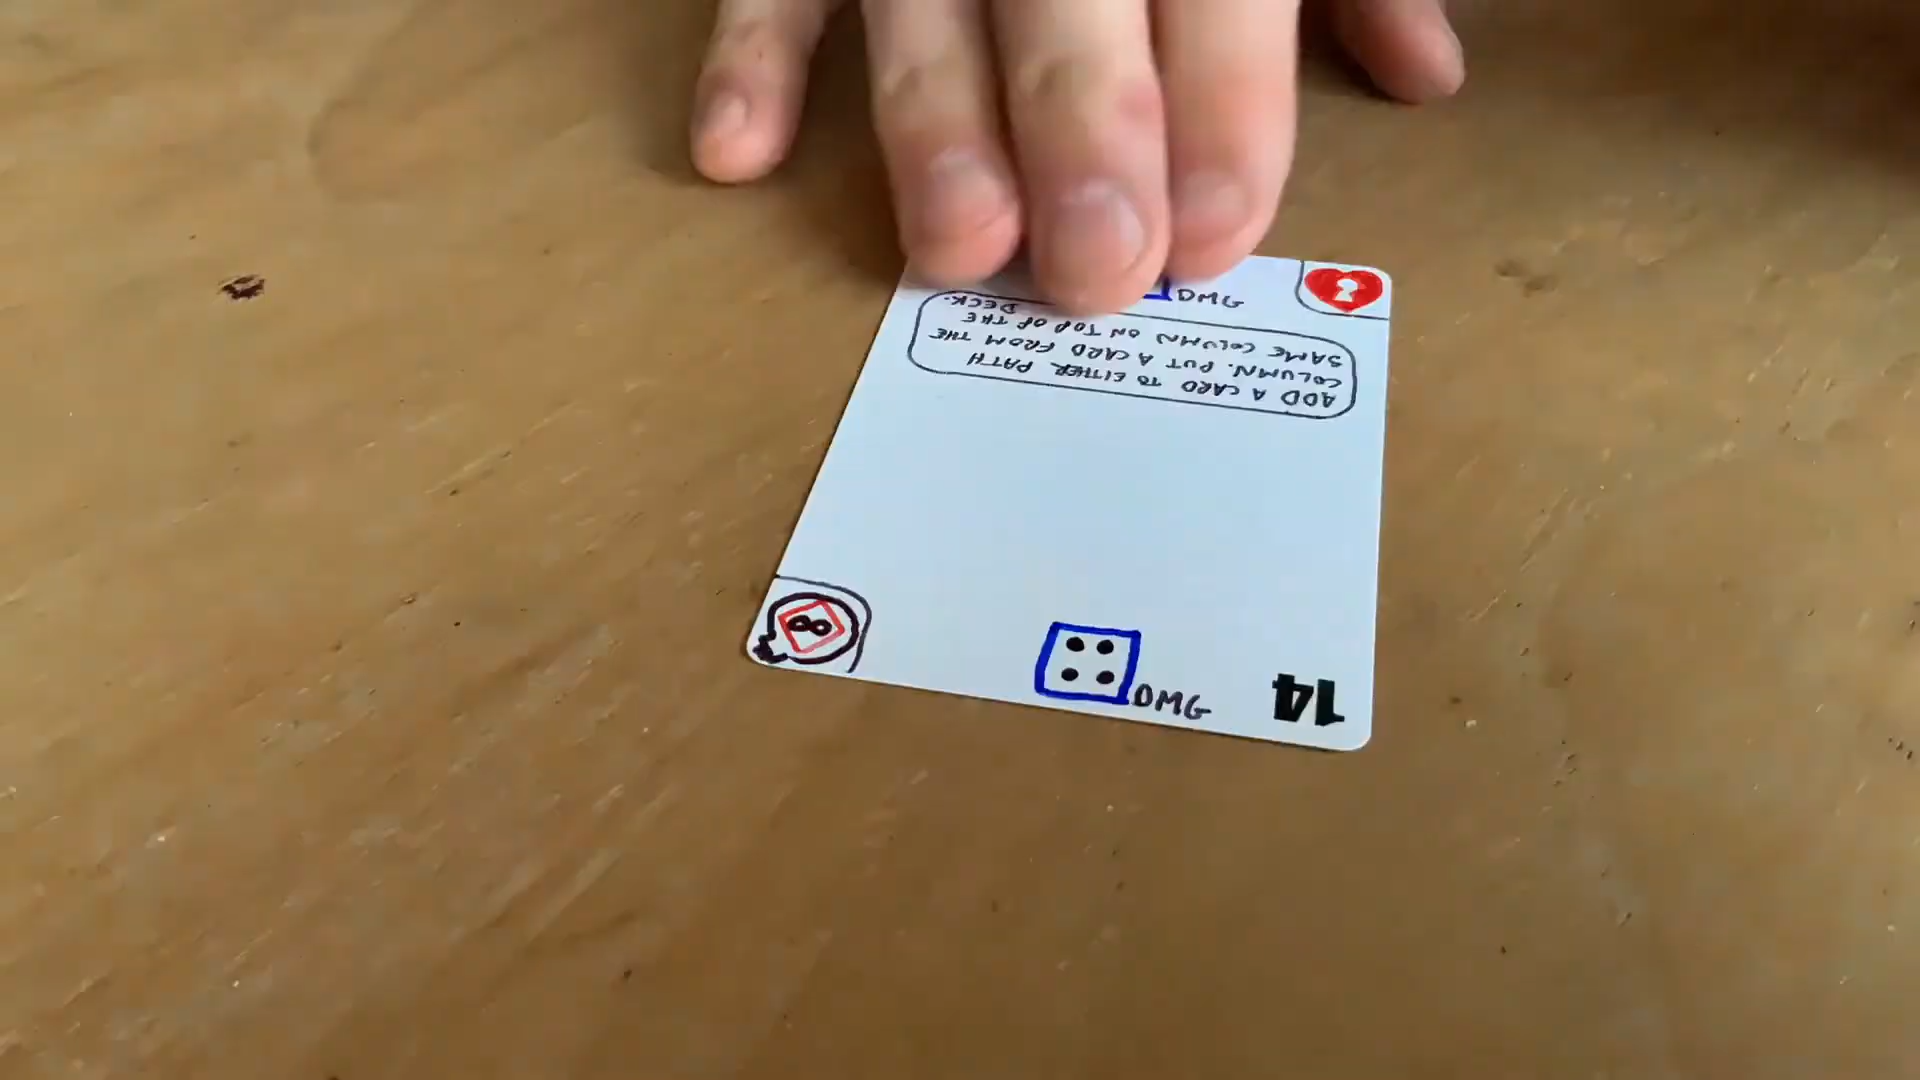 DMG
ADD A CARD TO EITHER PATH
COLUMN. PUT A CARD FROM THE
SAME COLUMN ON TOP OF THE
DECK.
∞
DMG
14